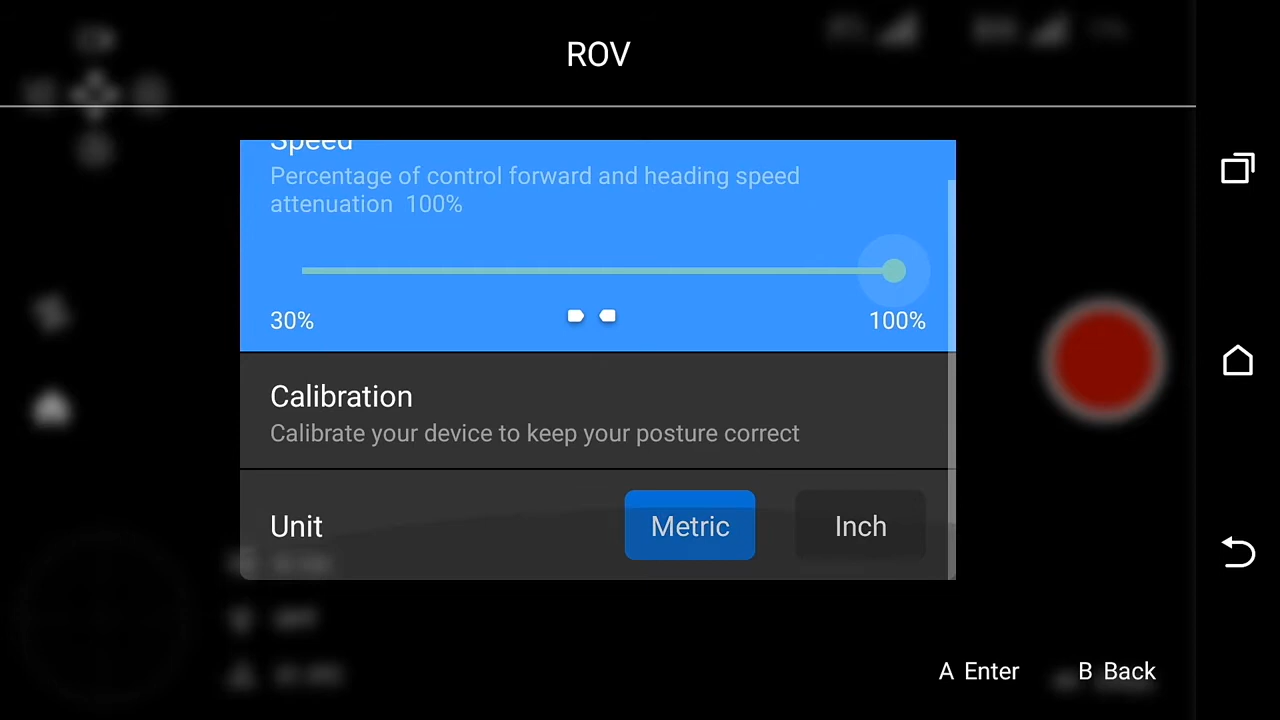 ROV
Speed
Percentage of control forward and heading speed
attenuation 100%
30%
100%
Calibration
Calibrate your device to keep your posture correct
Unit
Metric
Inch
A Enter
B Back